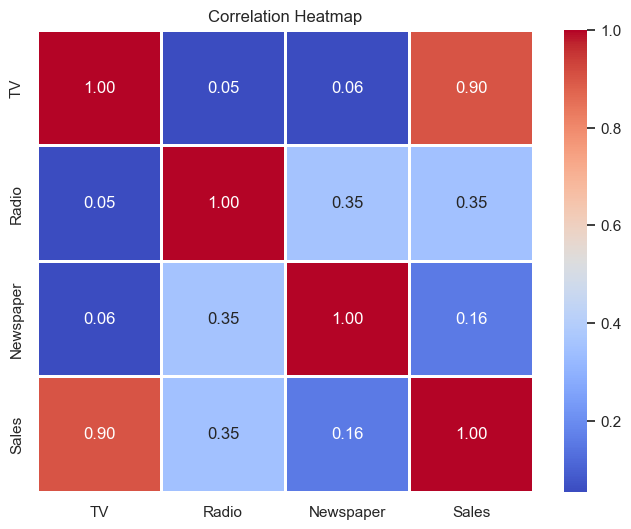 Correlation Heatmap
TV 1.00 0.05 0.06 0.90
Radio 0.05 1.00 0.35 0.35
Newspaper 0.06 0.35 1.00 0.16
Sales 0.90 0.35 0.16 1.00
TV Radio Newspaper Sales
1.0
0.8
0.6
0.4
0.2